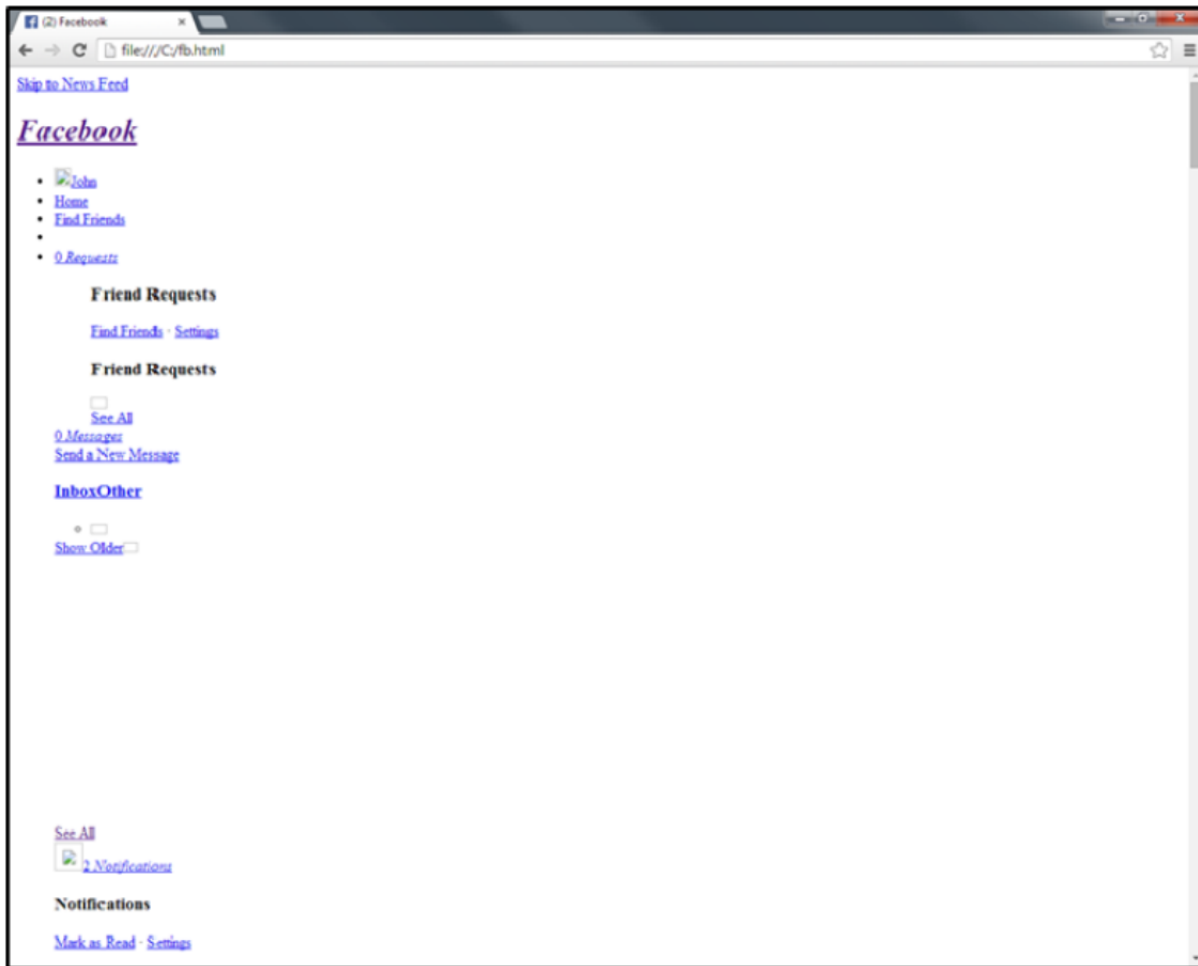 (2) Facebook
file:///C:/fb.html
Skip to News Feed
Facebook
John
Home
Find Friends
0 Requests
Friend Requests
Find Friends · Settings
Friend Requests
See All
0 Messages
Send a New Message
InboxOther
Show Older
See All
2 Notifications
Notifications
Mark as Read · Settings